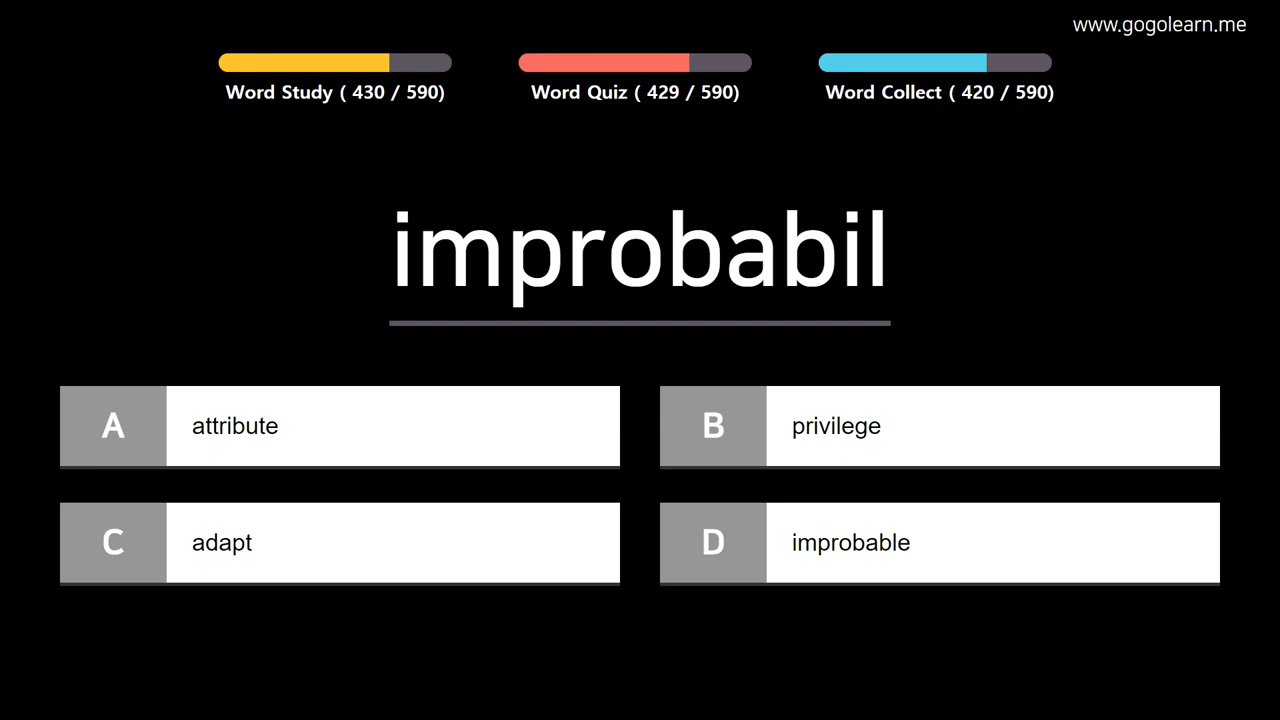 www.gogolearn.me
Word Study ( 430 / 590)
Word Quiz ( 429 / 590)
Word Collect ( 420 / 590)
improbabil
A attribute
B privilege
C adapt
D improbable